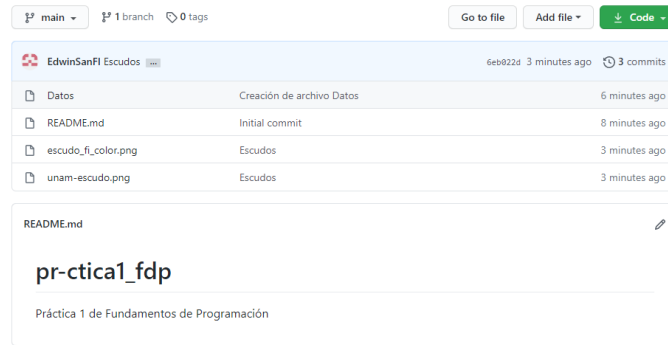 main 1 branch 0 tags Go to file Add file Code
EdwinSanFI Escudos ... 6eb022d 3 minutes ago 3 commits
Datos Creación de archivo Datos 6 minutes ago
README.md Initial commit 8 minutes ago
escudo_fi_color.png Escudos 3 minutes ago
unam-escudo.png Escudos 3 minutes ago
README.md
pr-ctica1_fdp
Práctica 1 de Fundamentos de Programación